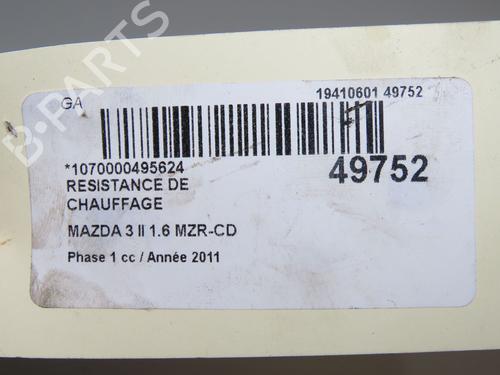 B-PARTS
GA
19410601 49752
*1070000495624
49752
RESISTANCE DE
CHAUFFAGE
MAZDA 3 II 1.6 MZR-CD
Phase 1 cc / Année 2011